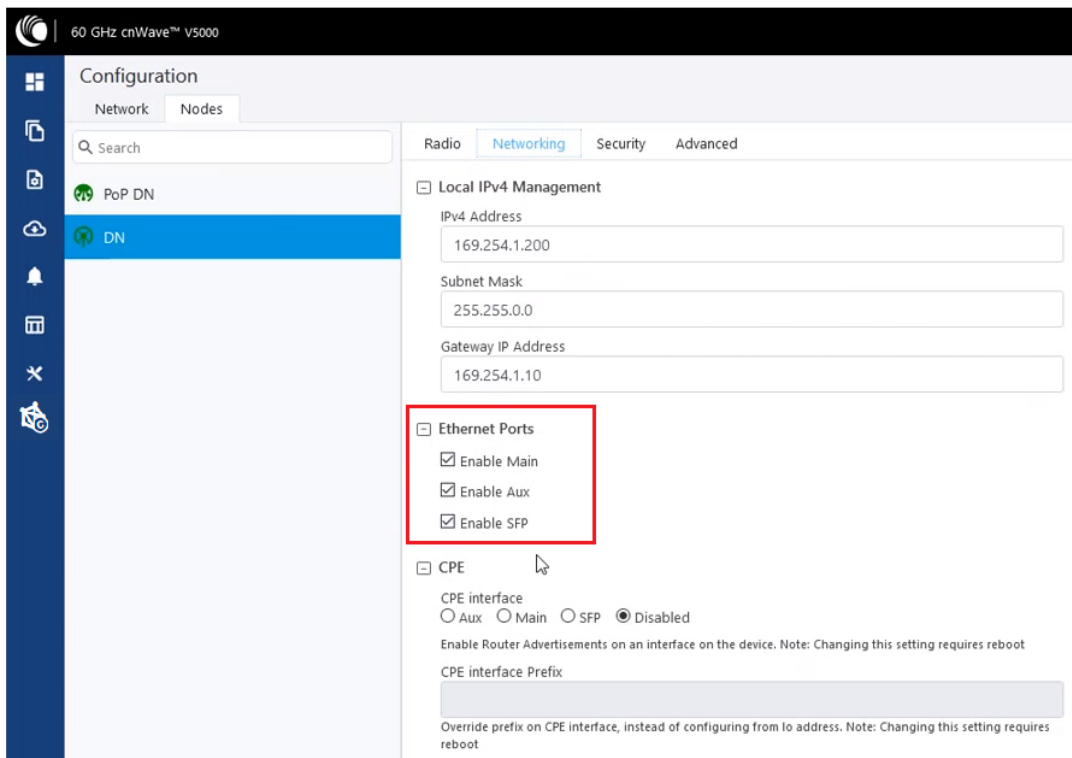 60 GHz cnWave™ V5000
Configuration
Network Nodes
Search
PoP DN
DN
Radio Networking Security Advanced
Local IPv4 Management
IPv4 Address
169.254.1.200
Subnet Mask
255.255.0.0
Gateway IP Address
169.254.1.10
Ethernet Ports
Enable Main
Enable Aux
Enable SFP
CPE
CPE interface
Aux Main SFP Disabled
Enable Router Advertisements on an interface on the device. Note: Changing this setting requires reboot
CPE interface Prefix
Override prefix on CPE interface, instead of configuring from lo address. Note: Changing this setting requires
reboot